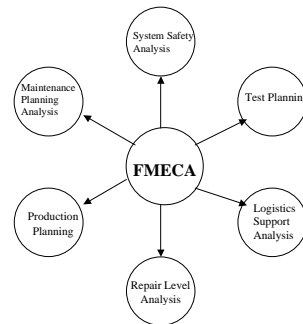 System Safety
Analysis
Maintenance
Planning
Analysis
Test Plannin
FMECA
Production
Planning
Logistics
Support
Analysis
Repair Level
Analysis